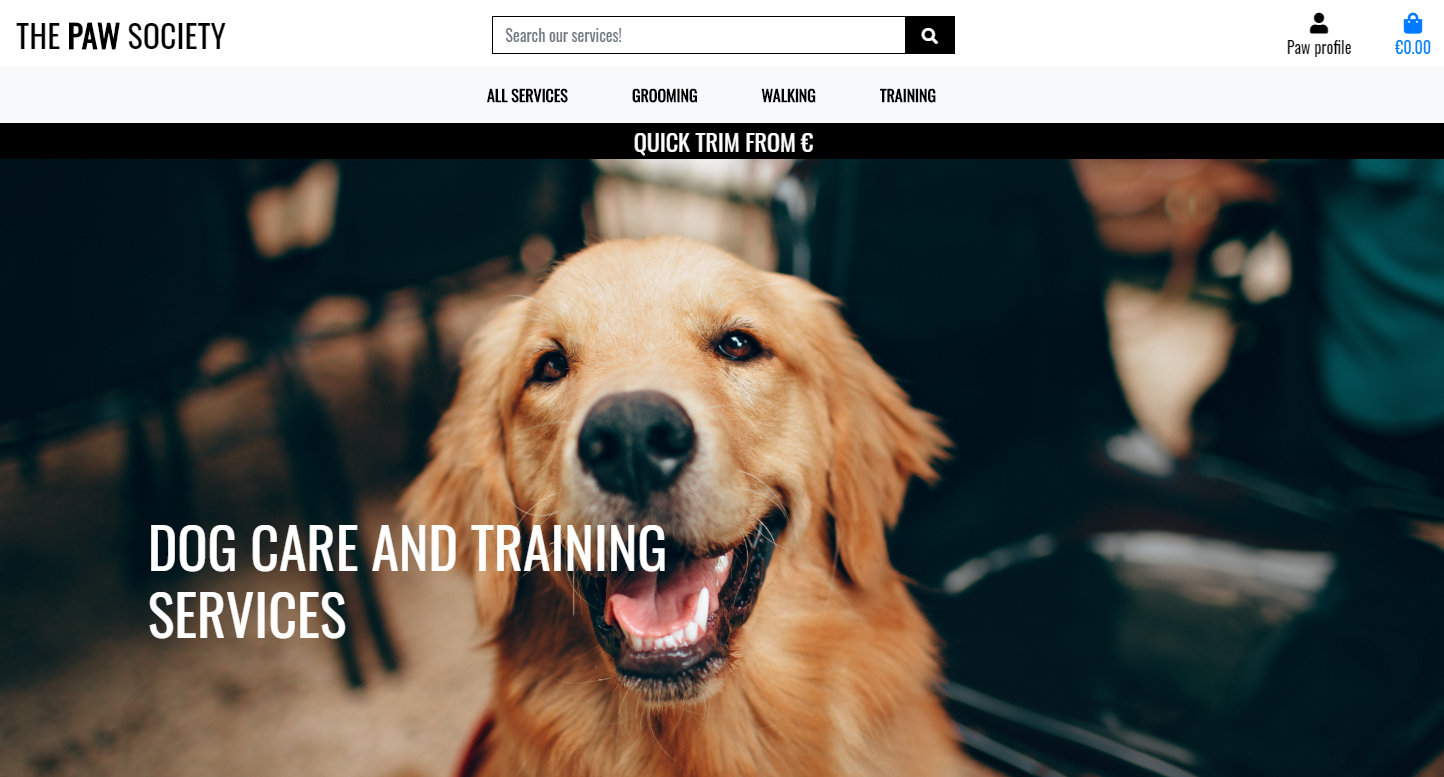 THE PAW SOCIETY
Search our services!
Paw profile
€0.00
ALL SERVICES
GROOMING
WALKING
TRAINING
QUICK TRIM FROM €
DOG CARE AND TRAINING
SERVICES